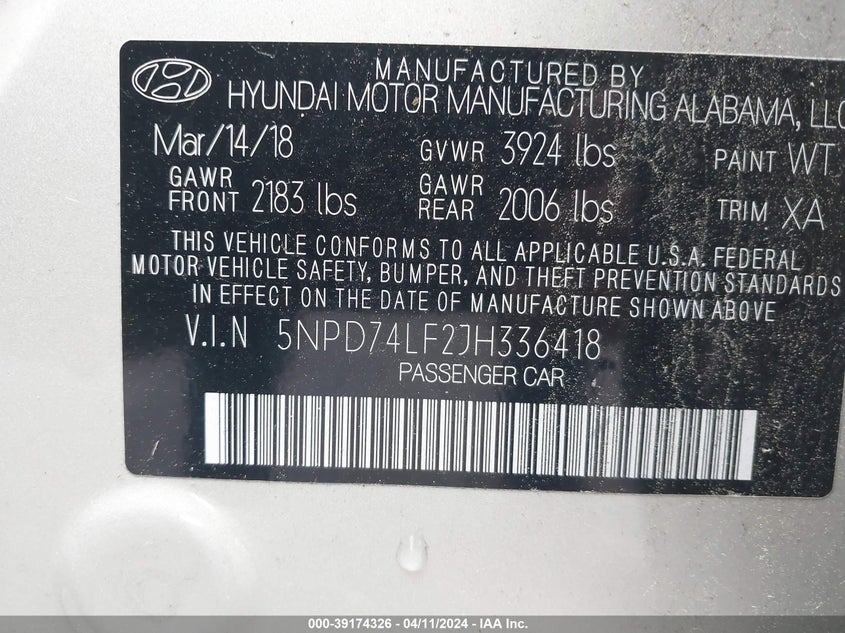 MANUFACTURED BY
HYUNDAI MOTOR MANUFACTURING ALABAMA, LLC
Mar/14/18 GVWR 3924 lbs PAINT WT
GAWR FRONT 2183 lbs GAWR REAR 2006 lbs TRIM XA
THIS VEHICLE CONFORMS TO ALL APPLICABLE U.S.A. FEDERAL
MOTOR VEHICLE SAFETY, BUMPER, AND THEFT PREVENTION STANDARDS
IN EFFECT ON THE DATE OF MANUFACTURE SHOWN ABOVE
V.I.N 5NPD74LF2JH336418
PASSENGER CAR
000-39174326 - 04/11/2024 - IAA Inc.